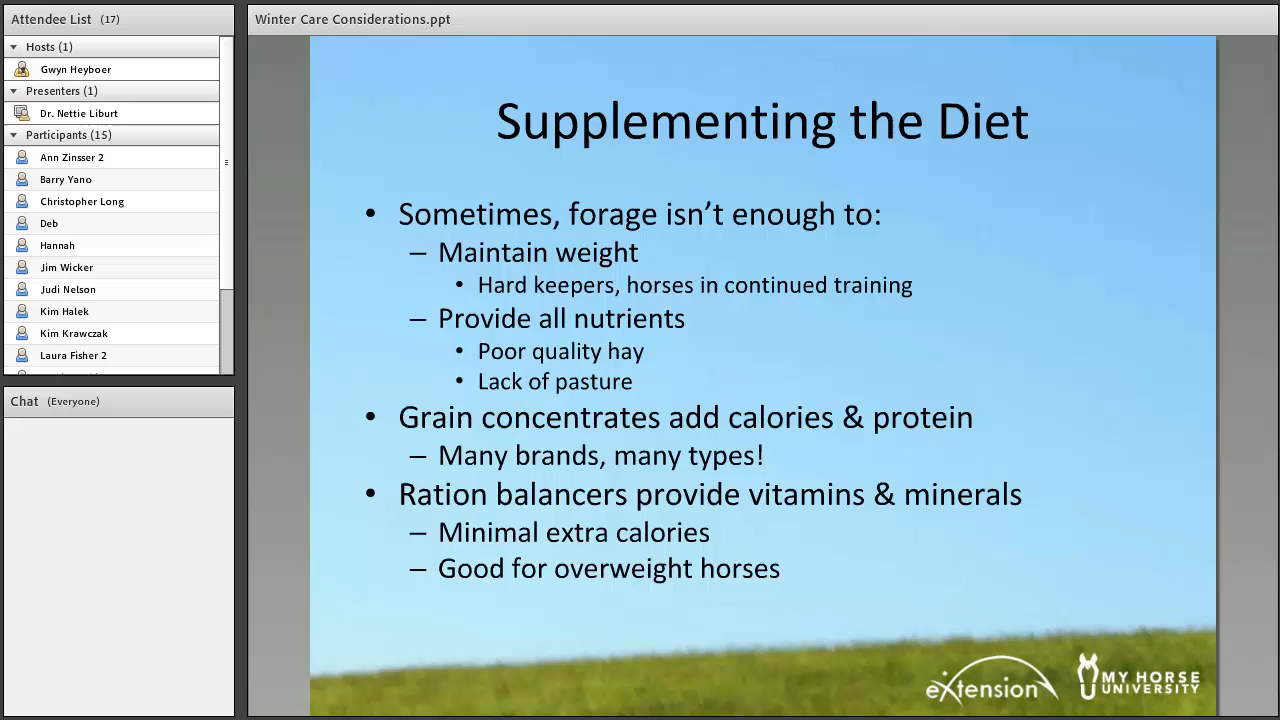 Attendee List (17)
Hosts (1)
Gwyn Heyboer
Presenters (1)
Dr. Nettie Liburt
Participants (15)
Ann Zinsser 2
Barry Yano
Christopher Long
Deb
Hannah
Jim Wicker
Judi Nelson
Kim Halek
Kim Krawczak
Laura Fisher 2
Chat (Everyone)
Winter Care Considerations.ppt
Supplementing the Diet
• Sometimes, forage isn’t enough to:
– Maintain weight
• Hard keepers, horses in continued training
– Provide all nutrients
• Poor quality hay
• Lack of pasture
• Grain concentrates add calories & protein
– Many brands, many types!
• Ration balancers provide vitamins & minerals
– Minimal extra calories
– Good for overweight horses
eXtension
MY HORSE
UNIVERSITY